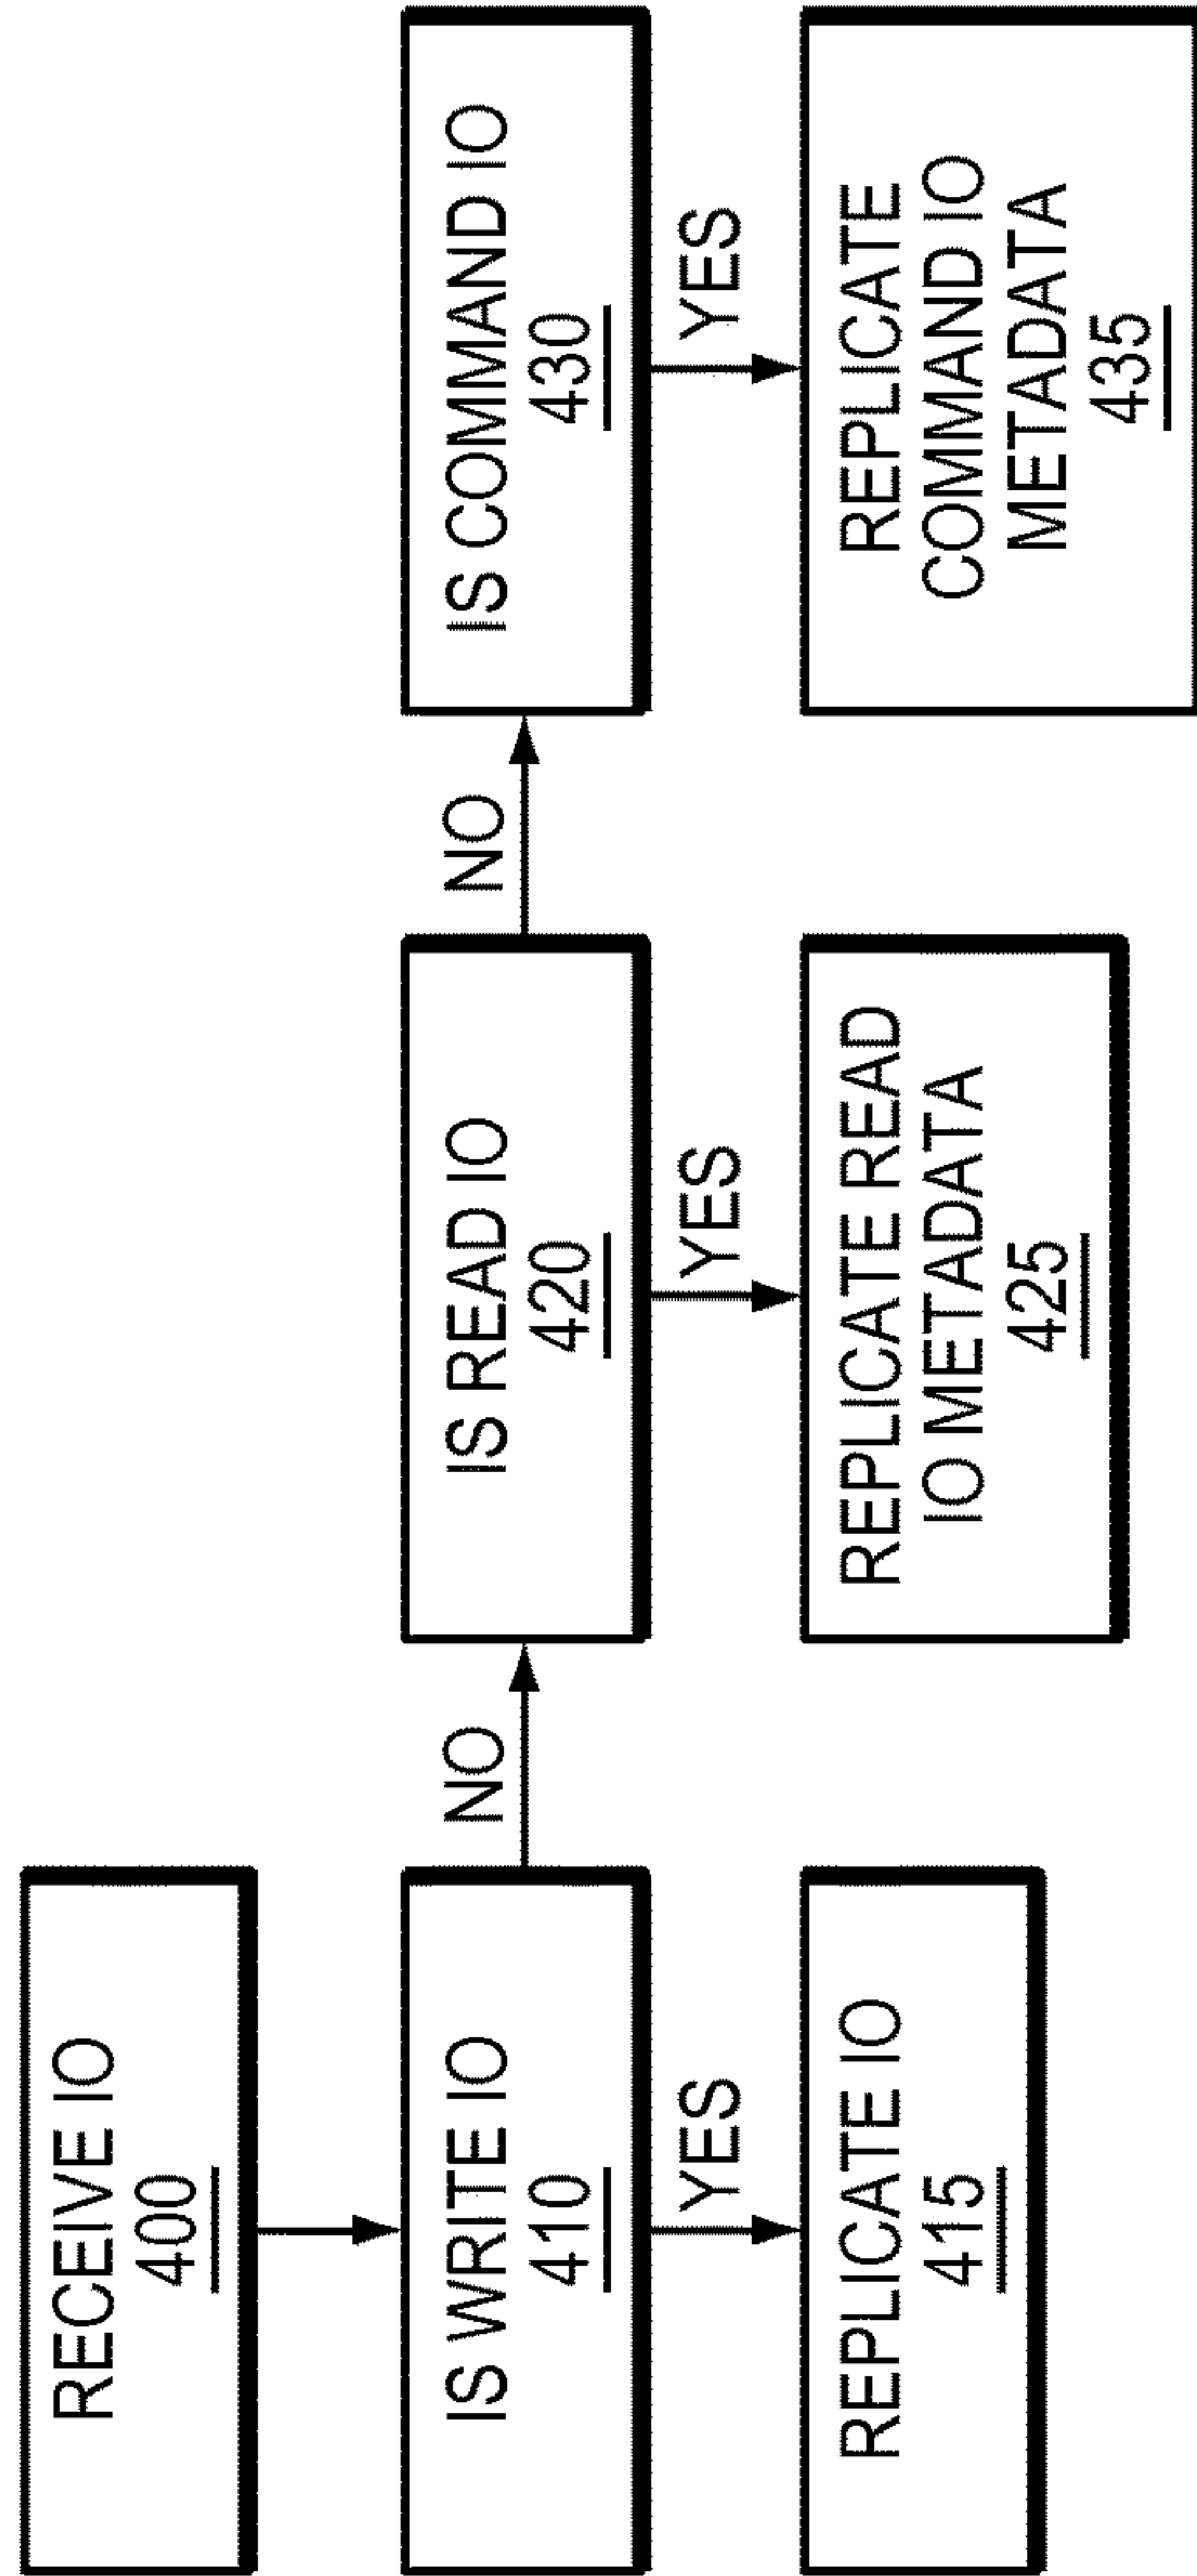 RECEIVE IO
400
IS WRITE IO
410
NO
IS READ IO
420
NO
IS COMMAND IO
430
YES
YES
YES
REPLICATE IO
415
REPLICATE READ
IO METADATA
425
REPLICATE
COMMAND IO
METADATA
435